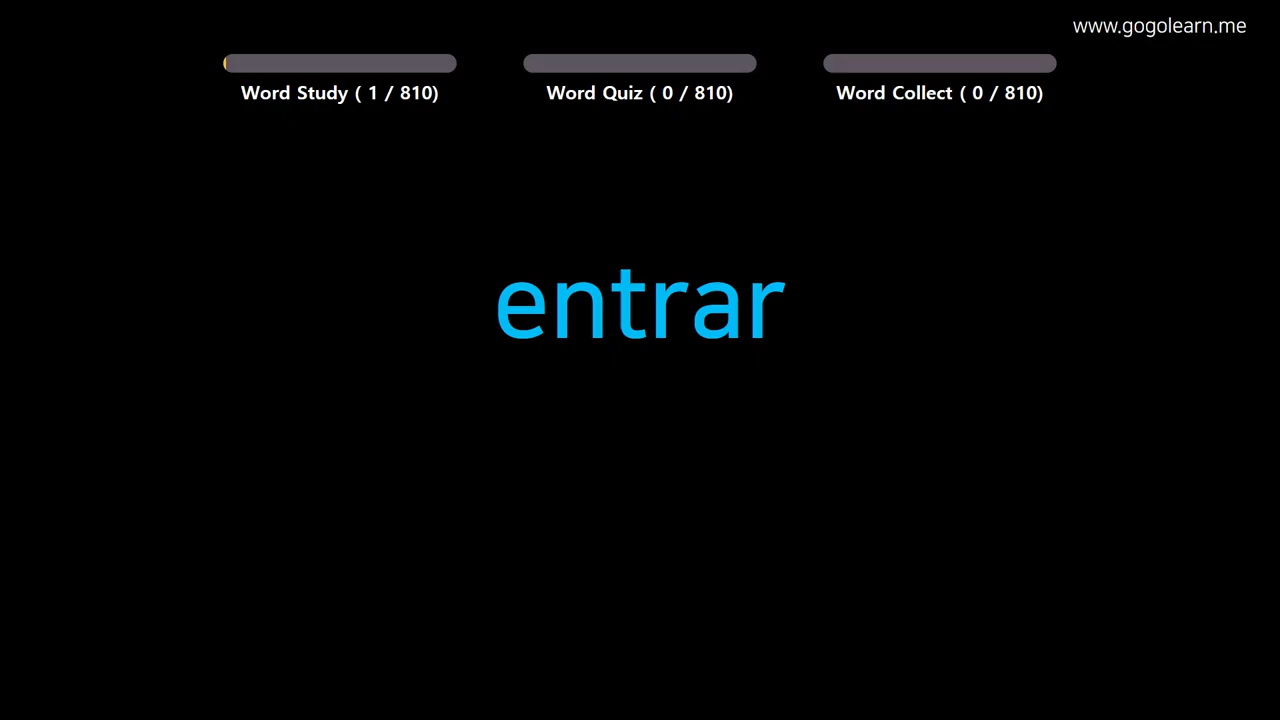 www.gogolearn.me
Word Study ( 1 / 810)
Word Quiz ( 0 / 810)
Word Collect ( 0 / 810)
entrar